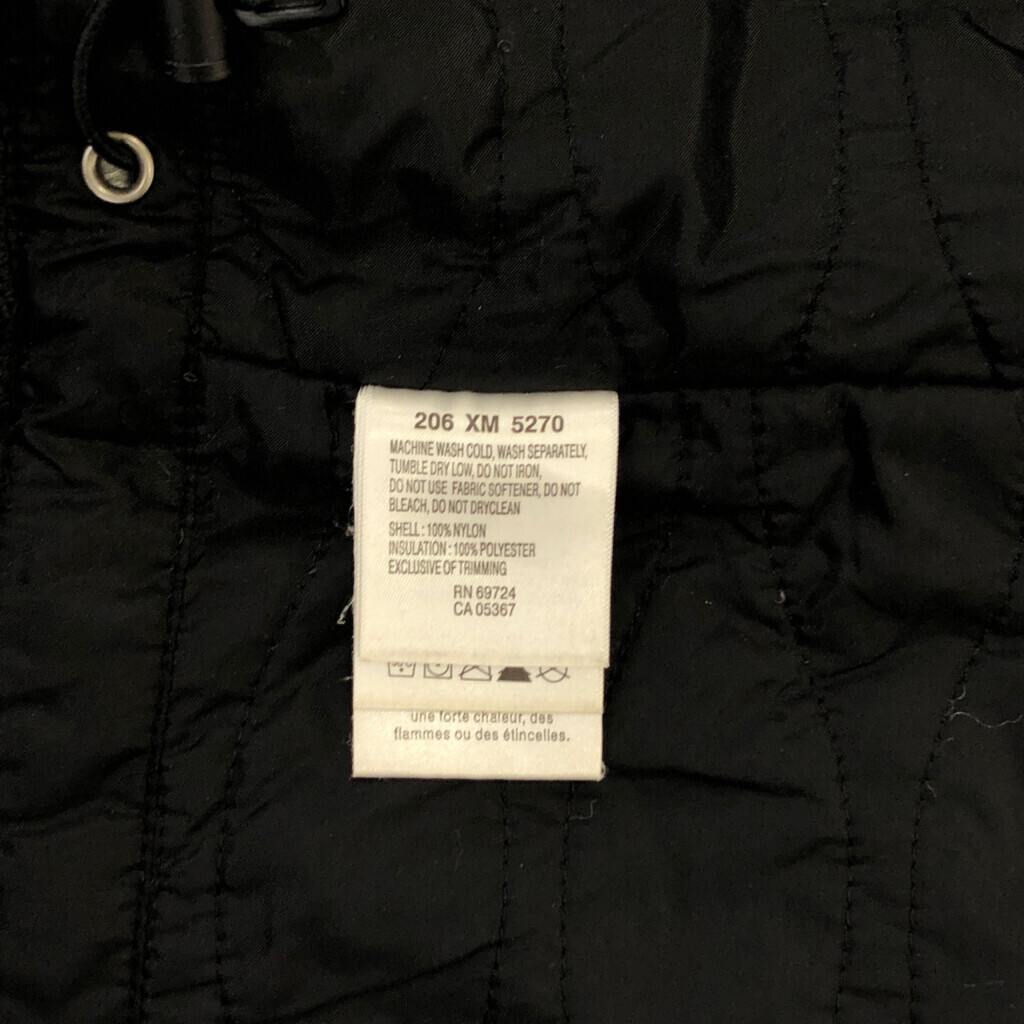 206 XM 5270
MACHINE WASH COLD, WASH SEPARATELY,
TUMBLE DRY LOW, DO NOT IRON,
DO NOT USE FABRIC SOFTENER, DO NOT
BLEACH, DO NOT DRYCLEAN
SHELL : 100% NYLON
INSULATION : 100% POLYESTER
EXCLUSIVE OF TRIMMING
RN 69724
CA 05367
une forte chaleur, des
flammes ou des étincelles.